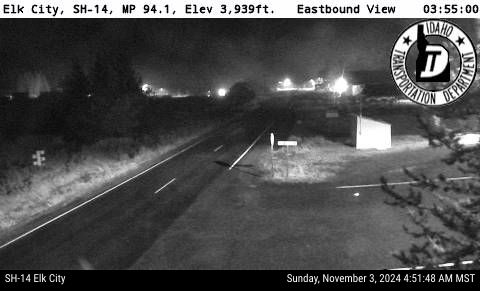 Elk City, SH-14, MP 94.1, Elev 3,939ft. Eastbound View 03:55:00
IDAHO
TRANSPORTATION DEPARTMENT
SH-14 Elk City Sunday, November 3, 2024 4:51:48 AM MST